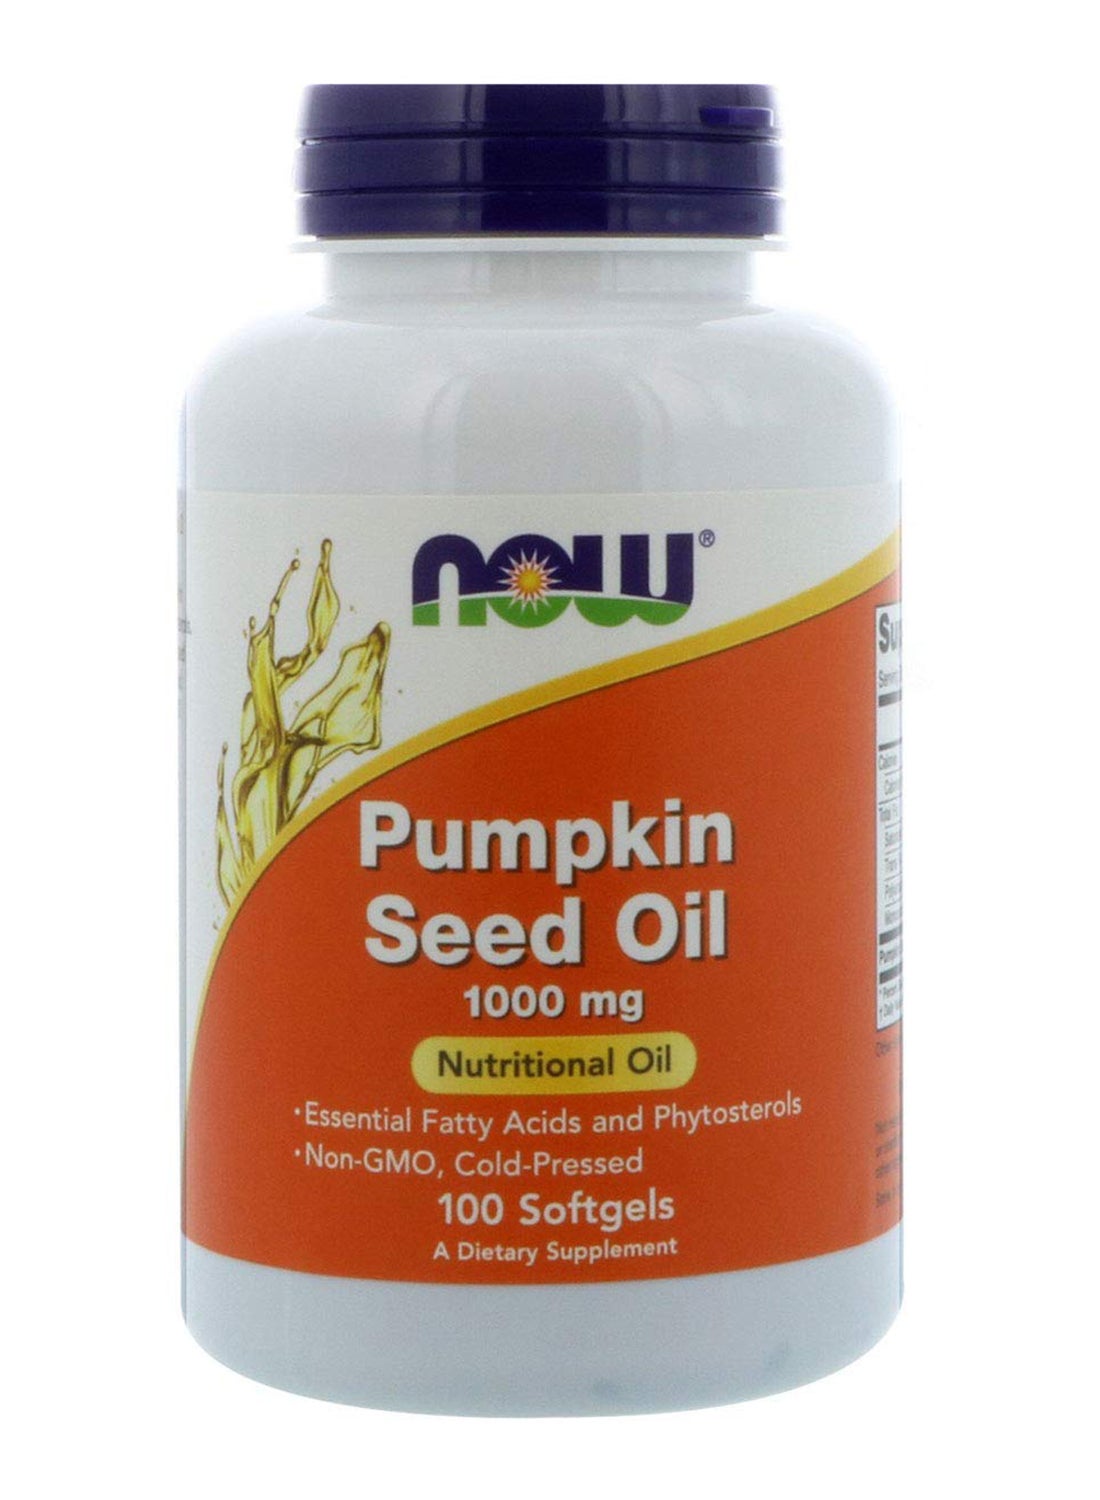 NOW®
Pumpkin
Seed Oil
1000 mg
Nutritional Oil
•Essential Fatty Acids and Phytosterols
•Non-GMO, Cold-Pressed
100 Softgels
A Dietary Supplement